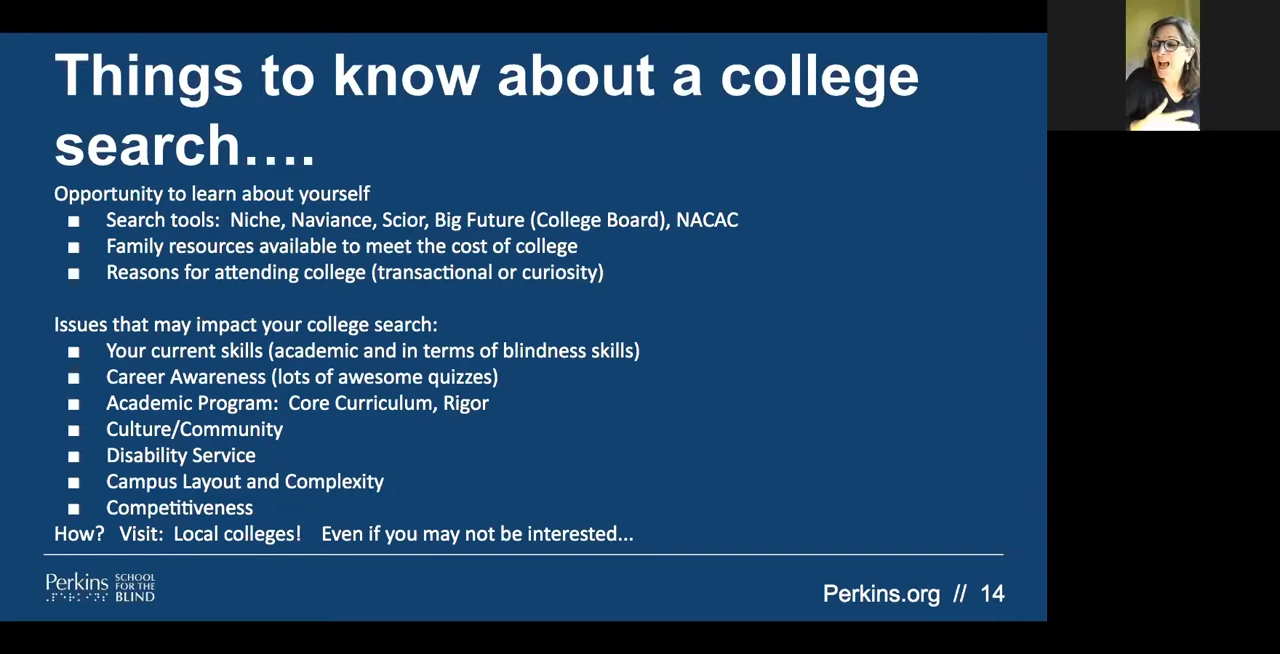 Things to know about a college
search….
Opportunity to learn about yourself
■ Search tools: Niche, Naviance, Scior, Big Future (College Board), NACAC
■ Family resources available to meet the cost of college
■ Reasons for attending college (transactional or curiosity)
Issues that may impact your college search:
■ Your current skills (academic and in terms of blindness skills)
■ Career Awareness (lots of awesome quizzes)
■ Academic Program: Core Curriculum, Rigor
■ Culture/Community
■ Disability Service
■ Campus Layout and Complexity
■ Competitiveness
How? Visit: Local colleges! Even if you may not be interested...
Perkins SCHOOL FOR THE BLIND
Perkins.org // 14